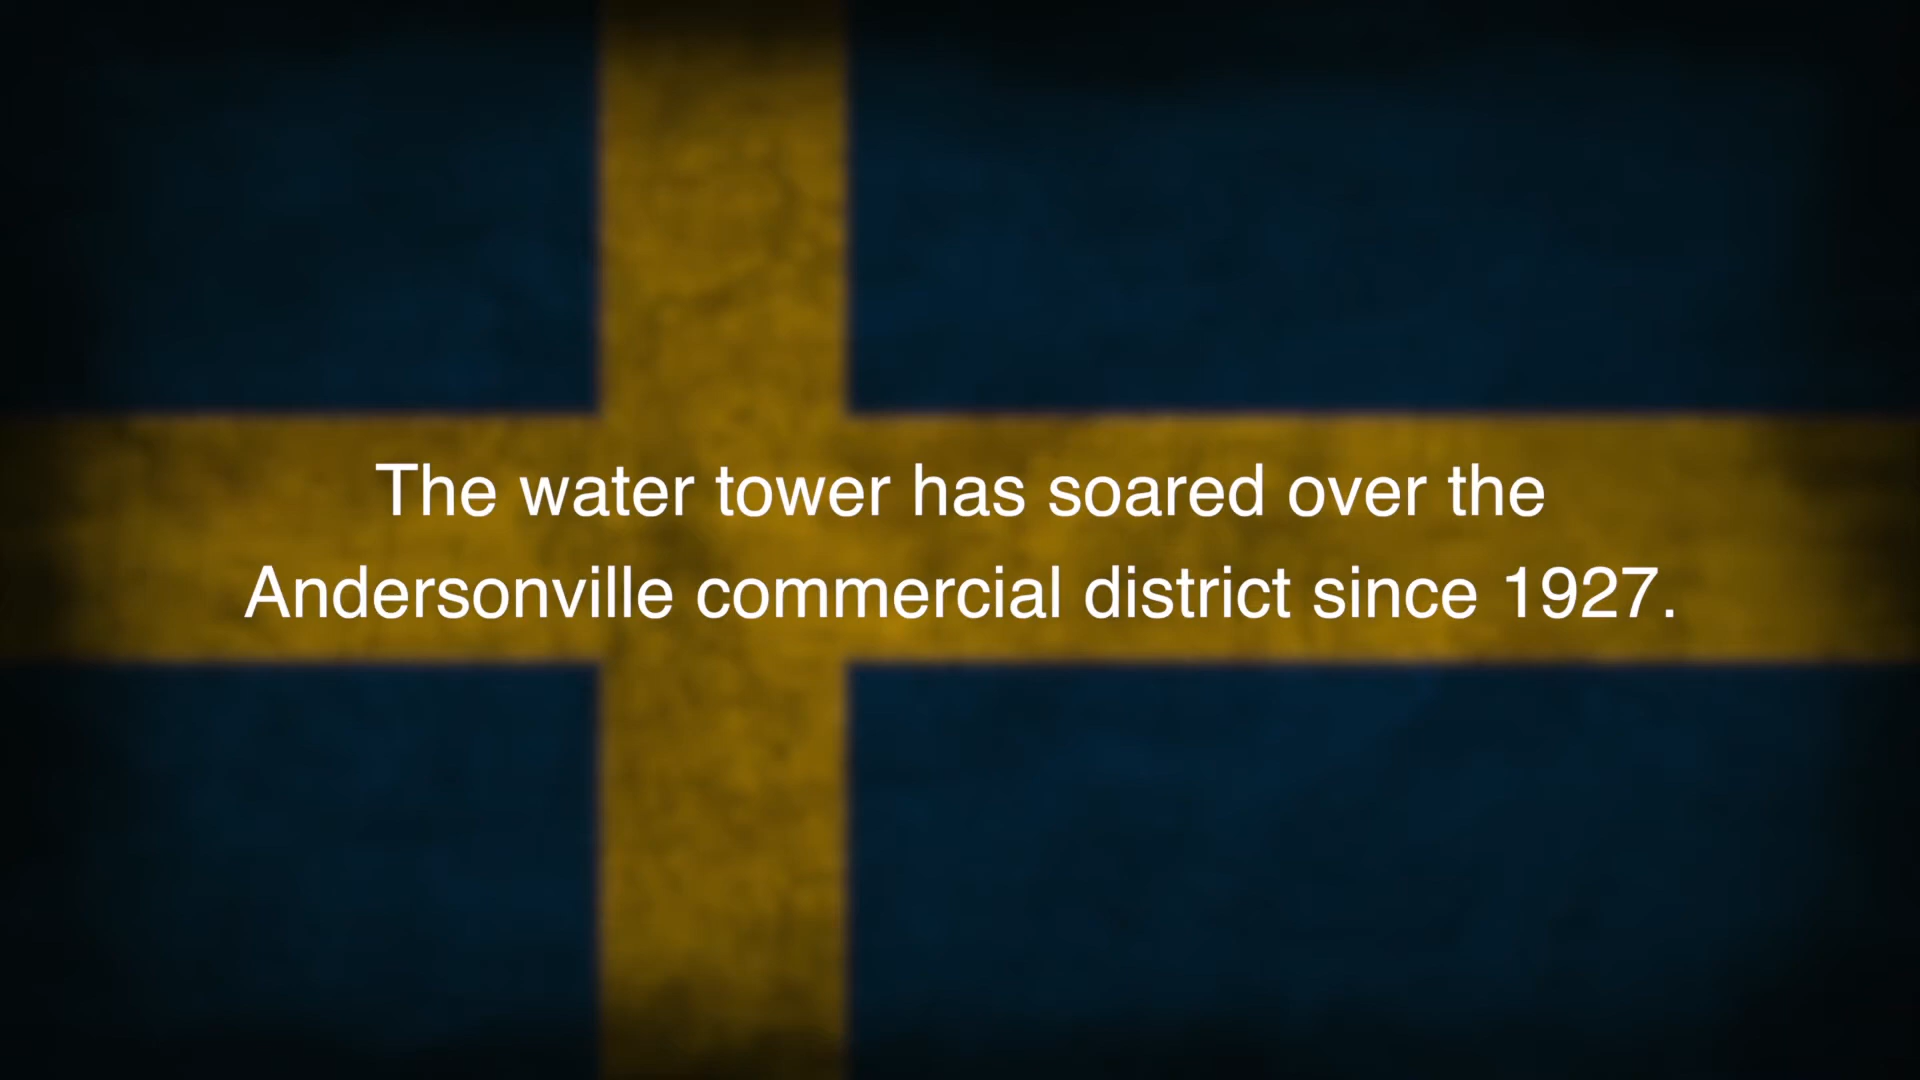 The water tower has soared over the
Andersonville commercial district since 1927.